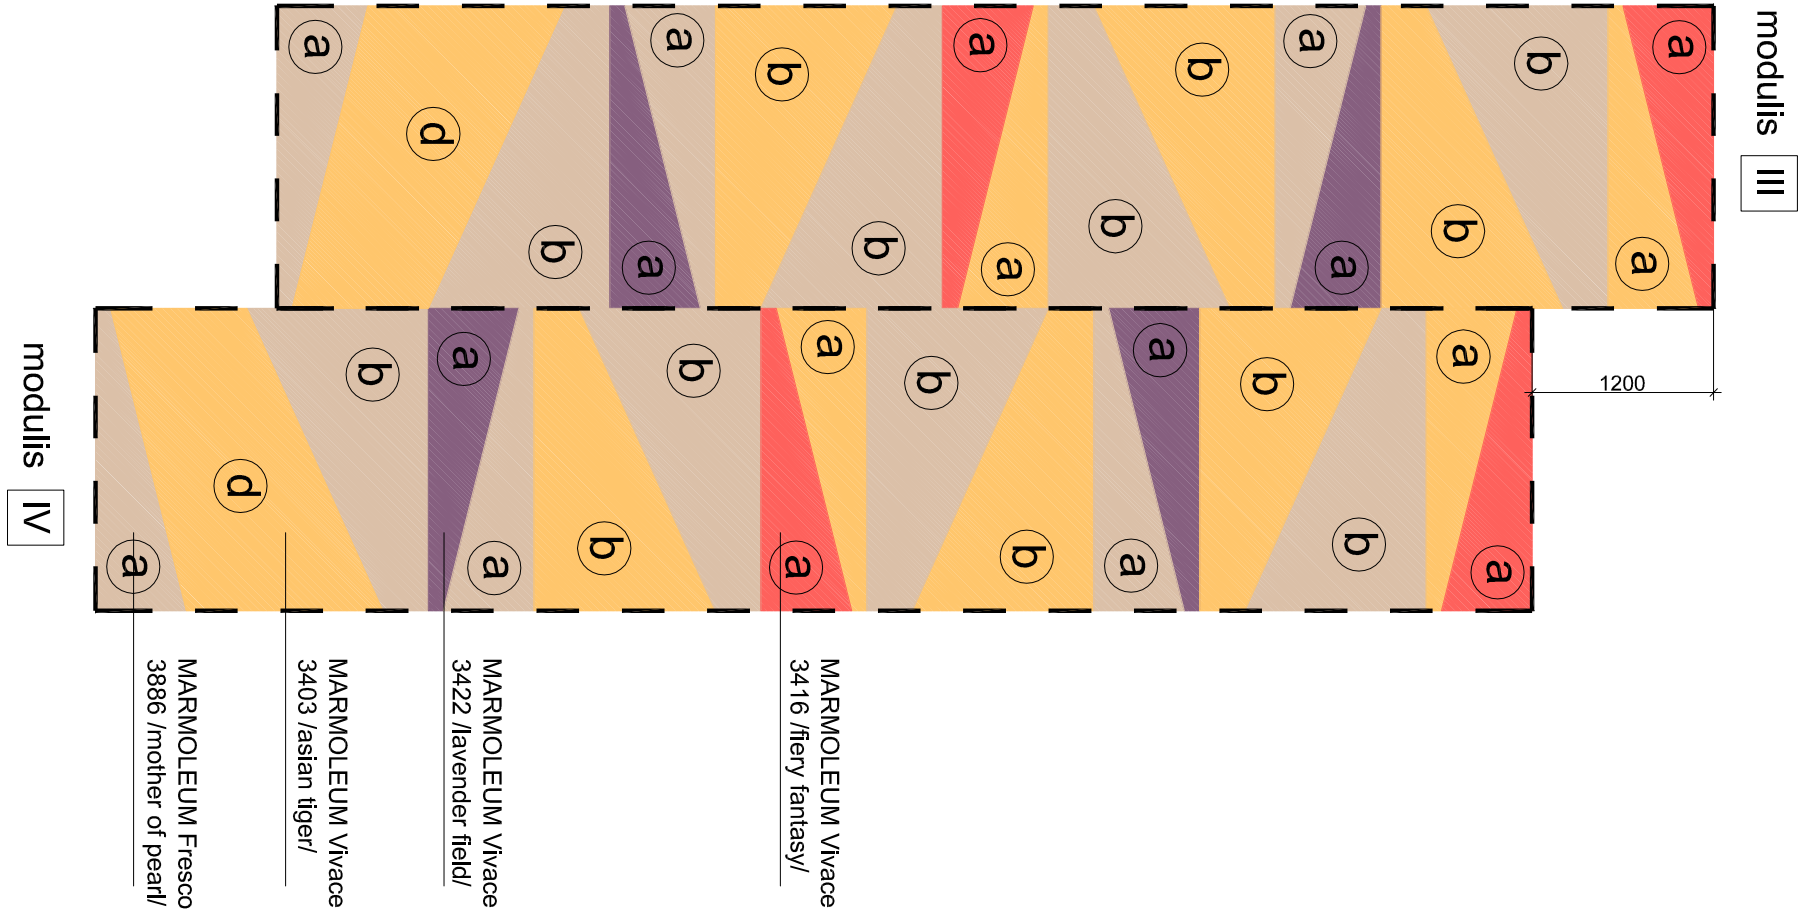 modulis III
a
a
b
b
a
a
b
b
a
a
b
b
a
a
b
d
a
1200
a
a
b
b
a
a
b
b
a
a
b
b
a
a
b
d
a
MARMOLEUM Vivace
3416 /fiery fantasy/
MARMOLEUM Vivace
3422 /lavender field/
MARMOLEUM Vivace
3403 /asian tiger/
MARMOLEUM Fresco
3886 /mother of pearl/
modulis IV